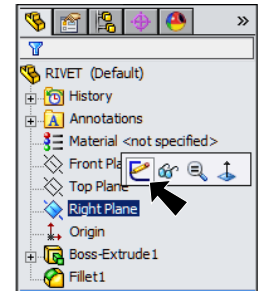 »
RIVET (Default)
History
A Annotations
Material <not specified>
Front Pla
Top Plane
Right Plane
Origin
Boss-Extrude1
Fillet1